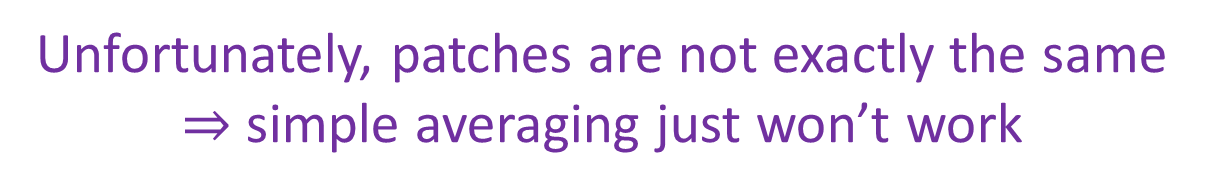 Unfortunately, patches are not exactly the same
⇒ simple averaging just won’t work